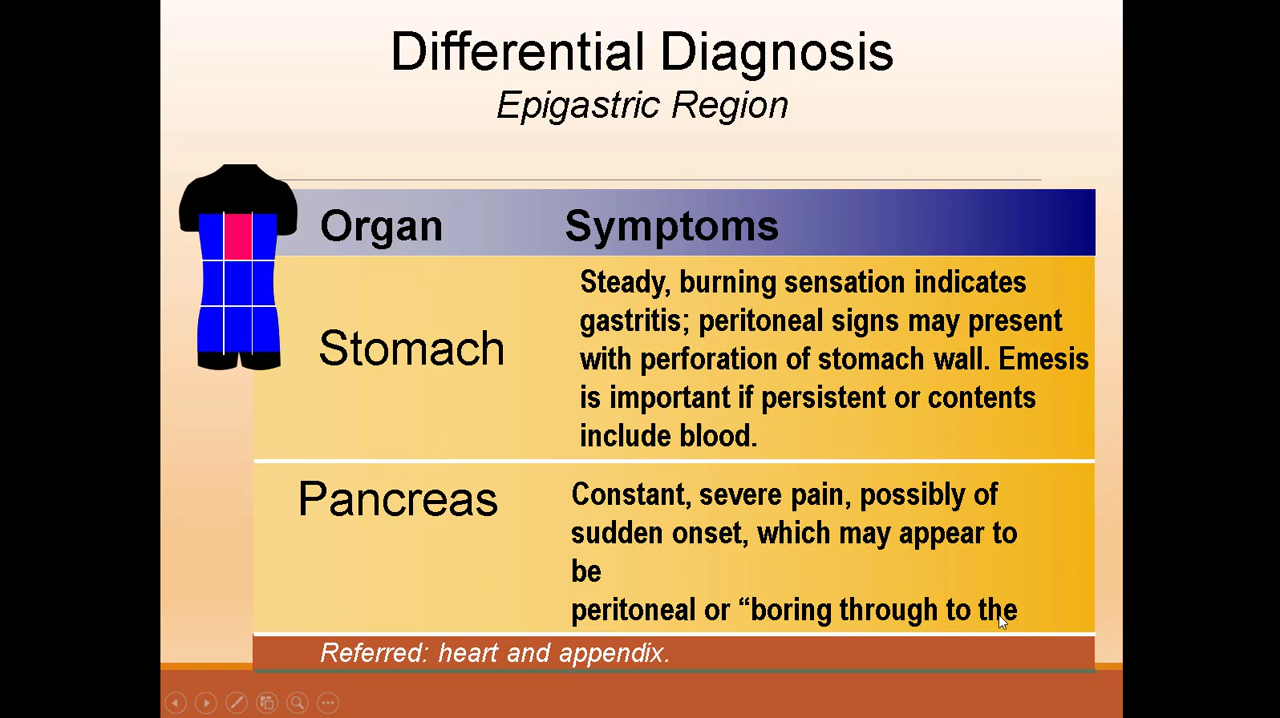 Differential Diagnosis
Epigastric Region
Organ Symptoms
Stomach
Steady, burning sensation indicates
gastritis; peritoneal signs may present
with perforation of stomach wall. Emesis
is important if persistent or contents
include blood.
Pancreas
Constant, severe pain, possibly of
sudden onset, which may appear to
be
peritoneal or “boring through to the
Referred: heart and appendix.